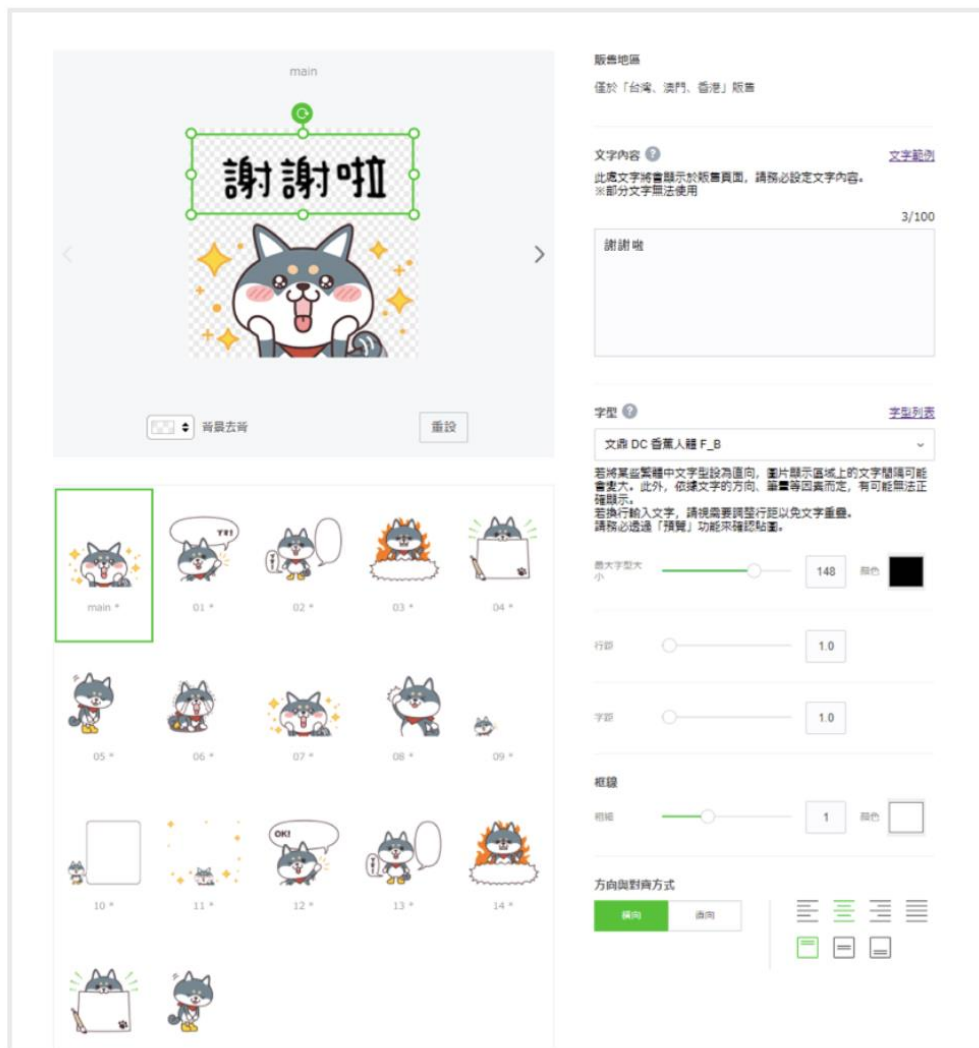 main
謝謝啦
背景去背
重設
main *
YES!
01 *
YES!
02 *
03 *
04 *
05 *
06 *
07 *
08 *
09 *
10 *
11 *
OK!
12 *
YES!
13 *
14 *
販售地區
僅於「台灣、澳門、香港」販售
文字內容 ?
文字範例
此處文字將會顯示於販售頁面，請務必設定文字內容。
※部分文字無法使用
3/100
謝謝啦
字型 ?
字型列表
文鼎 DC 香蕉人體 F_B
若將某些繁體中文字型設為直向，圖片顯示區域上的文字間隔可能
會變大。此外，依據文字的方向、筆畫等因素而定，有可能無法正
確顯示。
若換行輸入文字，請視需要調整行距以免文字重疊。
請務必透過「預覽」功能來確認貼圖。
最大字型大
小
148
顏色
行距
1.0
字距
1.0
框線
粗細
1
顏色
方向與對齊方式
橫向
直向